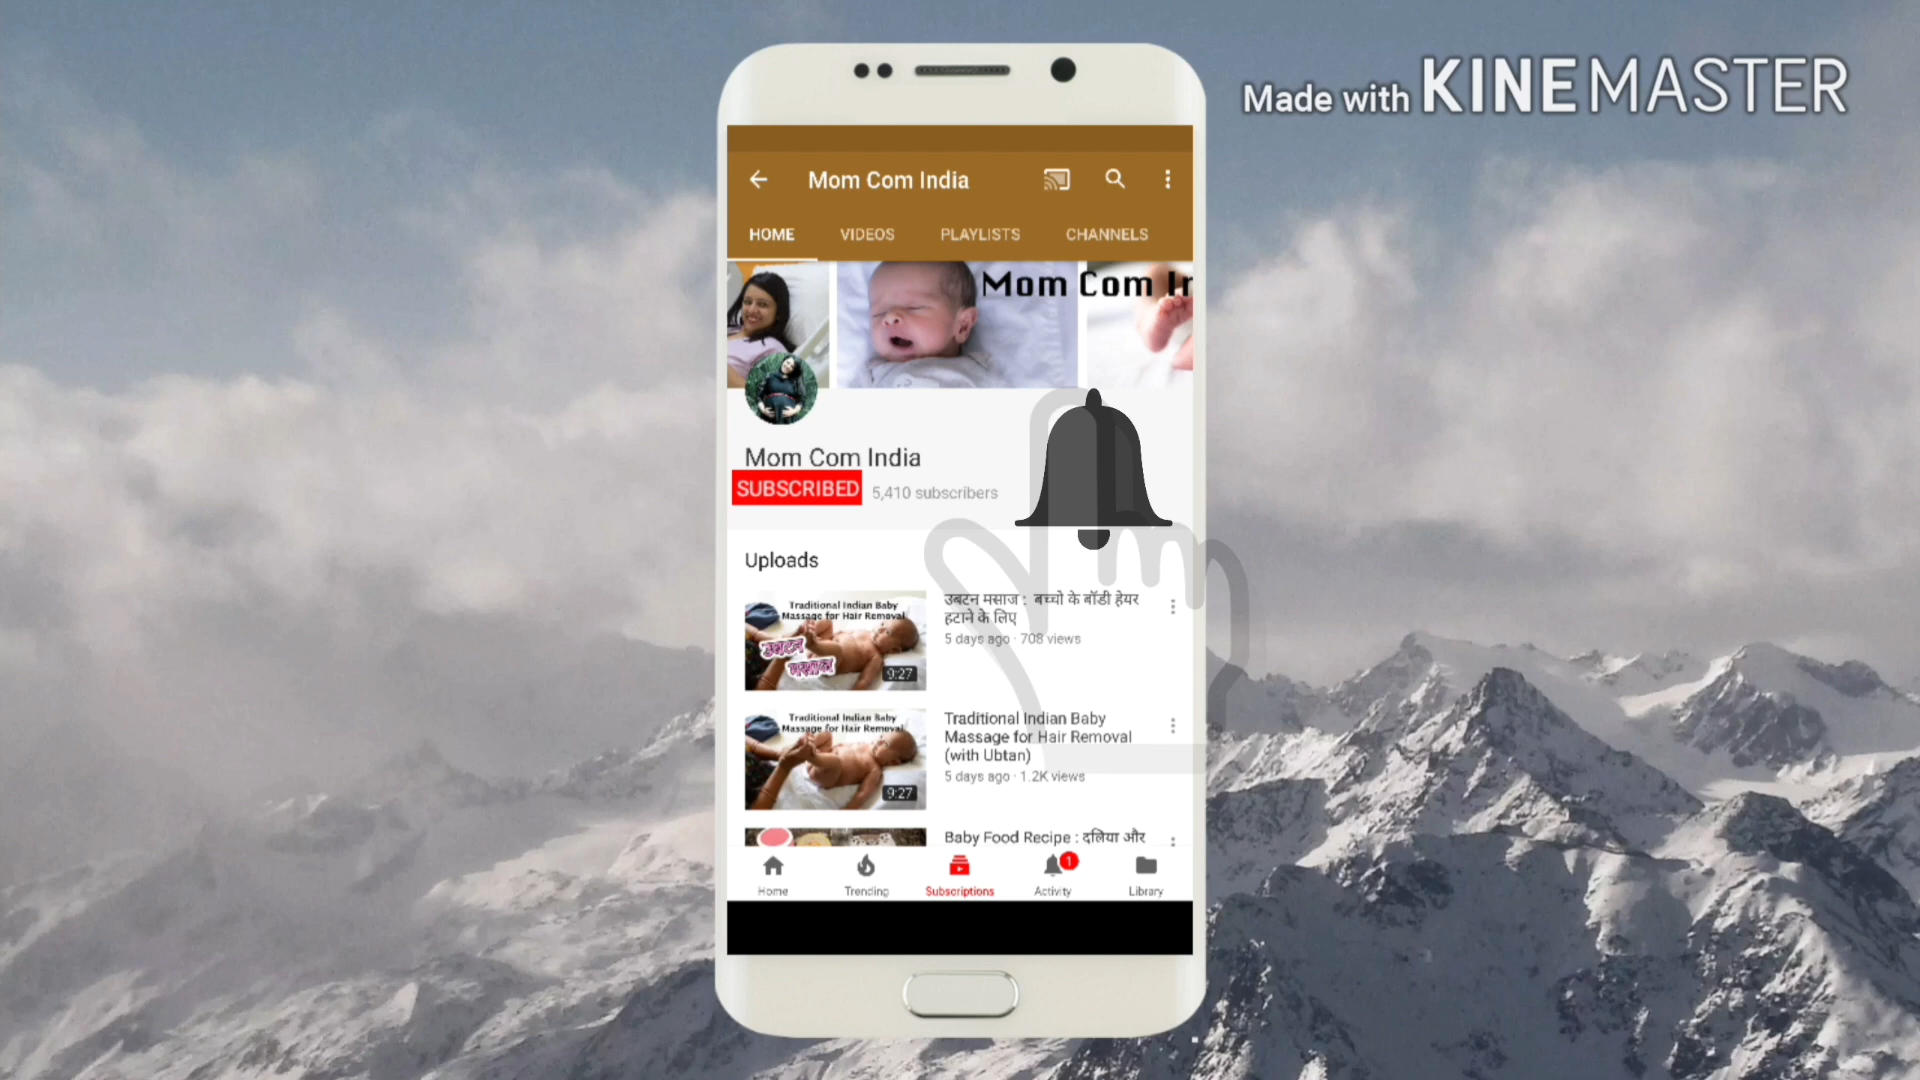 Made with KINEMASTER
Mom Com India
HOME VIDEOS PLAYLISTS CHANNELS
Mom Com In
Mom Com India
SUBSCRIBED 5,410 subscribers
Uploads
Traditional Indian Baby
Massage for Hair Removal
उबटन
मसाज
9:27
उबटन मसाज : बच्चो के बॉडी हेयर
हटाने के लिए
5 days ago · 708 views
Traditional Indian Baby
Massage for Hair Removal
9:27
Traditional Indian Baby
Massage for Hair Removal
(with Ubtan)
5 days ago · 1.2K views
Baby Food Recipe : दलिया और
1
Home Trending Subscriptions Activity Library